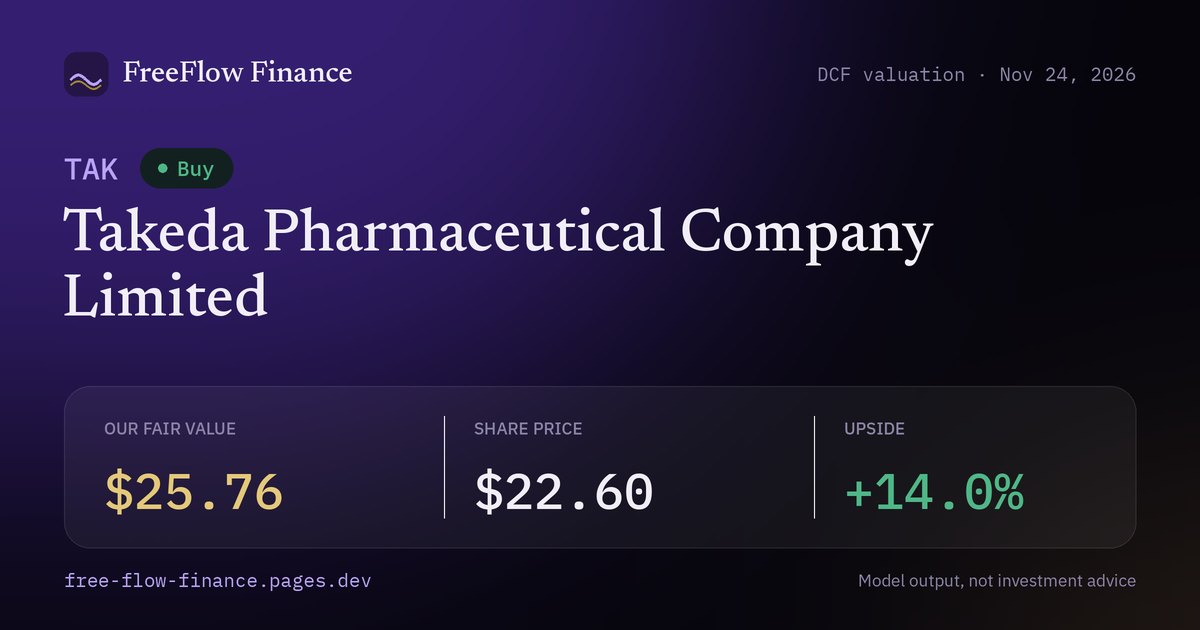 FreeFlow Finance
DCF valuation · Nov 24, 2026
TAK
Buy
Takeda Pharmaceutical Company
Limited
OUR FAIR VALUE
SHARE PRICE
UPSIDE
$25.76
$22.60
+14.0%
free-flow-finance.pages.dev
Model output, not investment advice